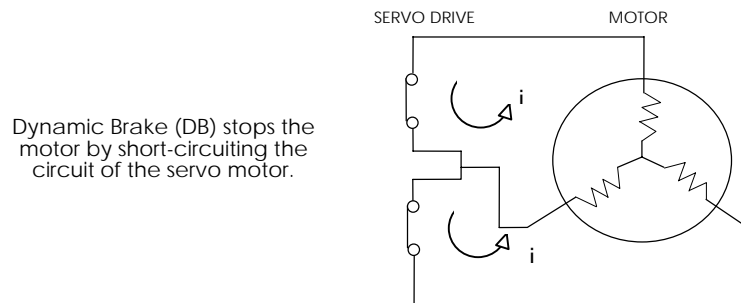 SERVO DRIVE
MOTOR
Dynamic Brake (DB) stops the
motor by short-circuiting the
circuit of the servo motor.
i
i